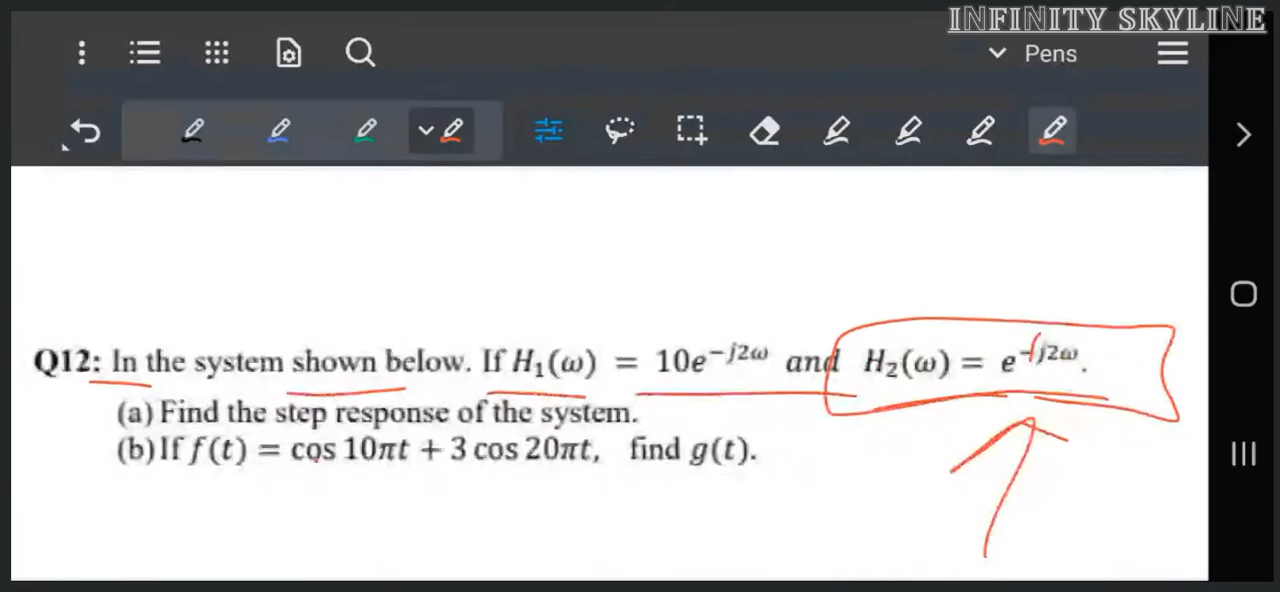 INFINITY SKYLINE
Pens
Q12: In the system shown below. If H₁(ω) = 10e^{−j2ω} and H₂(ω) = e^{−j2ω}.
(a) Find the step response of the system.
(b) If f(t) = cos 10πt + 3 cos 20πt, find g(t).